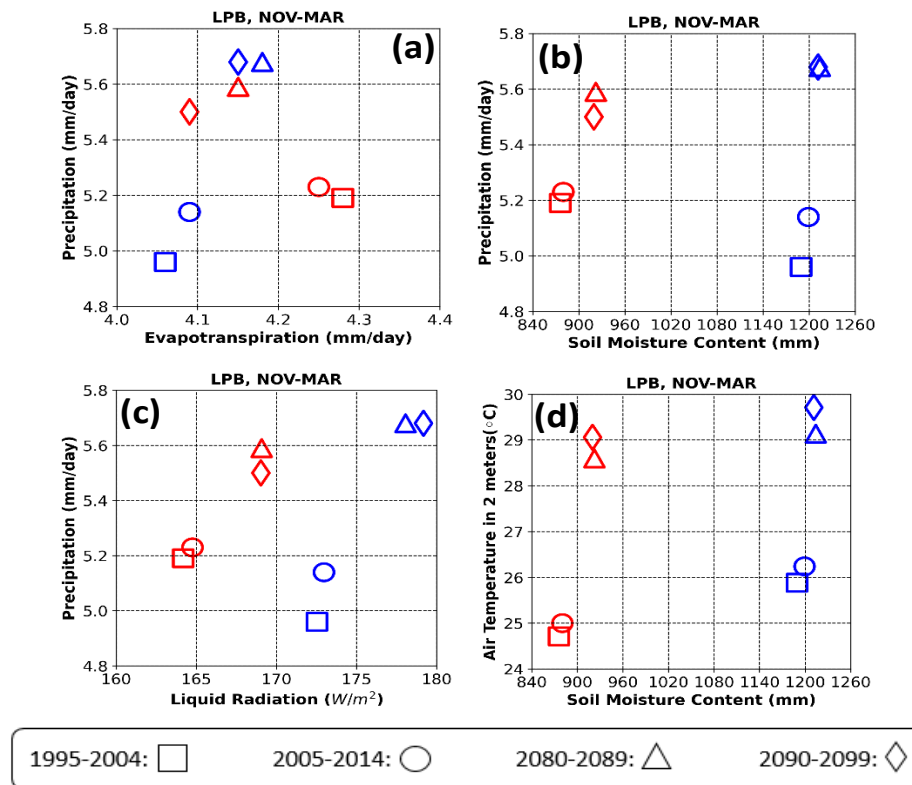 LPB, NOV-MAR
(a)
Precipitation (mm/day)
5.8
5.6
5.4
5.2
5.0
4.8
4.0 4.1 4.2 4.3 4.4
Evapotranspiration (mm/day)
LPB, NOV-MAR
(b)
Precipitation (mm/day)
5.8
5.6
5.4
5.2
5.0
4.8
840 900 960 1020 1080 1140 1200 1260
Soil Moisture Content (mm)
LPB, NOV-MAR
(c)
Precipitation (mm/day)
5.8
5.6
5.4
5.2
5.0
4.8
160 165 170 175 180
Liquid Radiation (W/m²)
LPB, NOV-MAR
(d)
Air Temperature in 2 meters(◦C)
30
29
28
27
26
25
24
840 900 960 1020 1080 1140 1200 1260
Soil Moisture Content (mm)
1995-2004: 2005-2014: 2080-2089: 2090-2099: